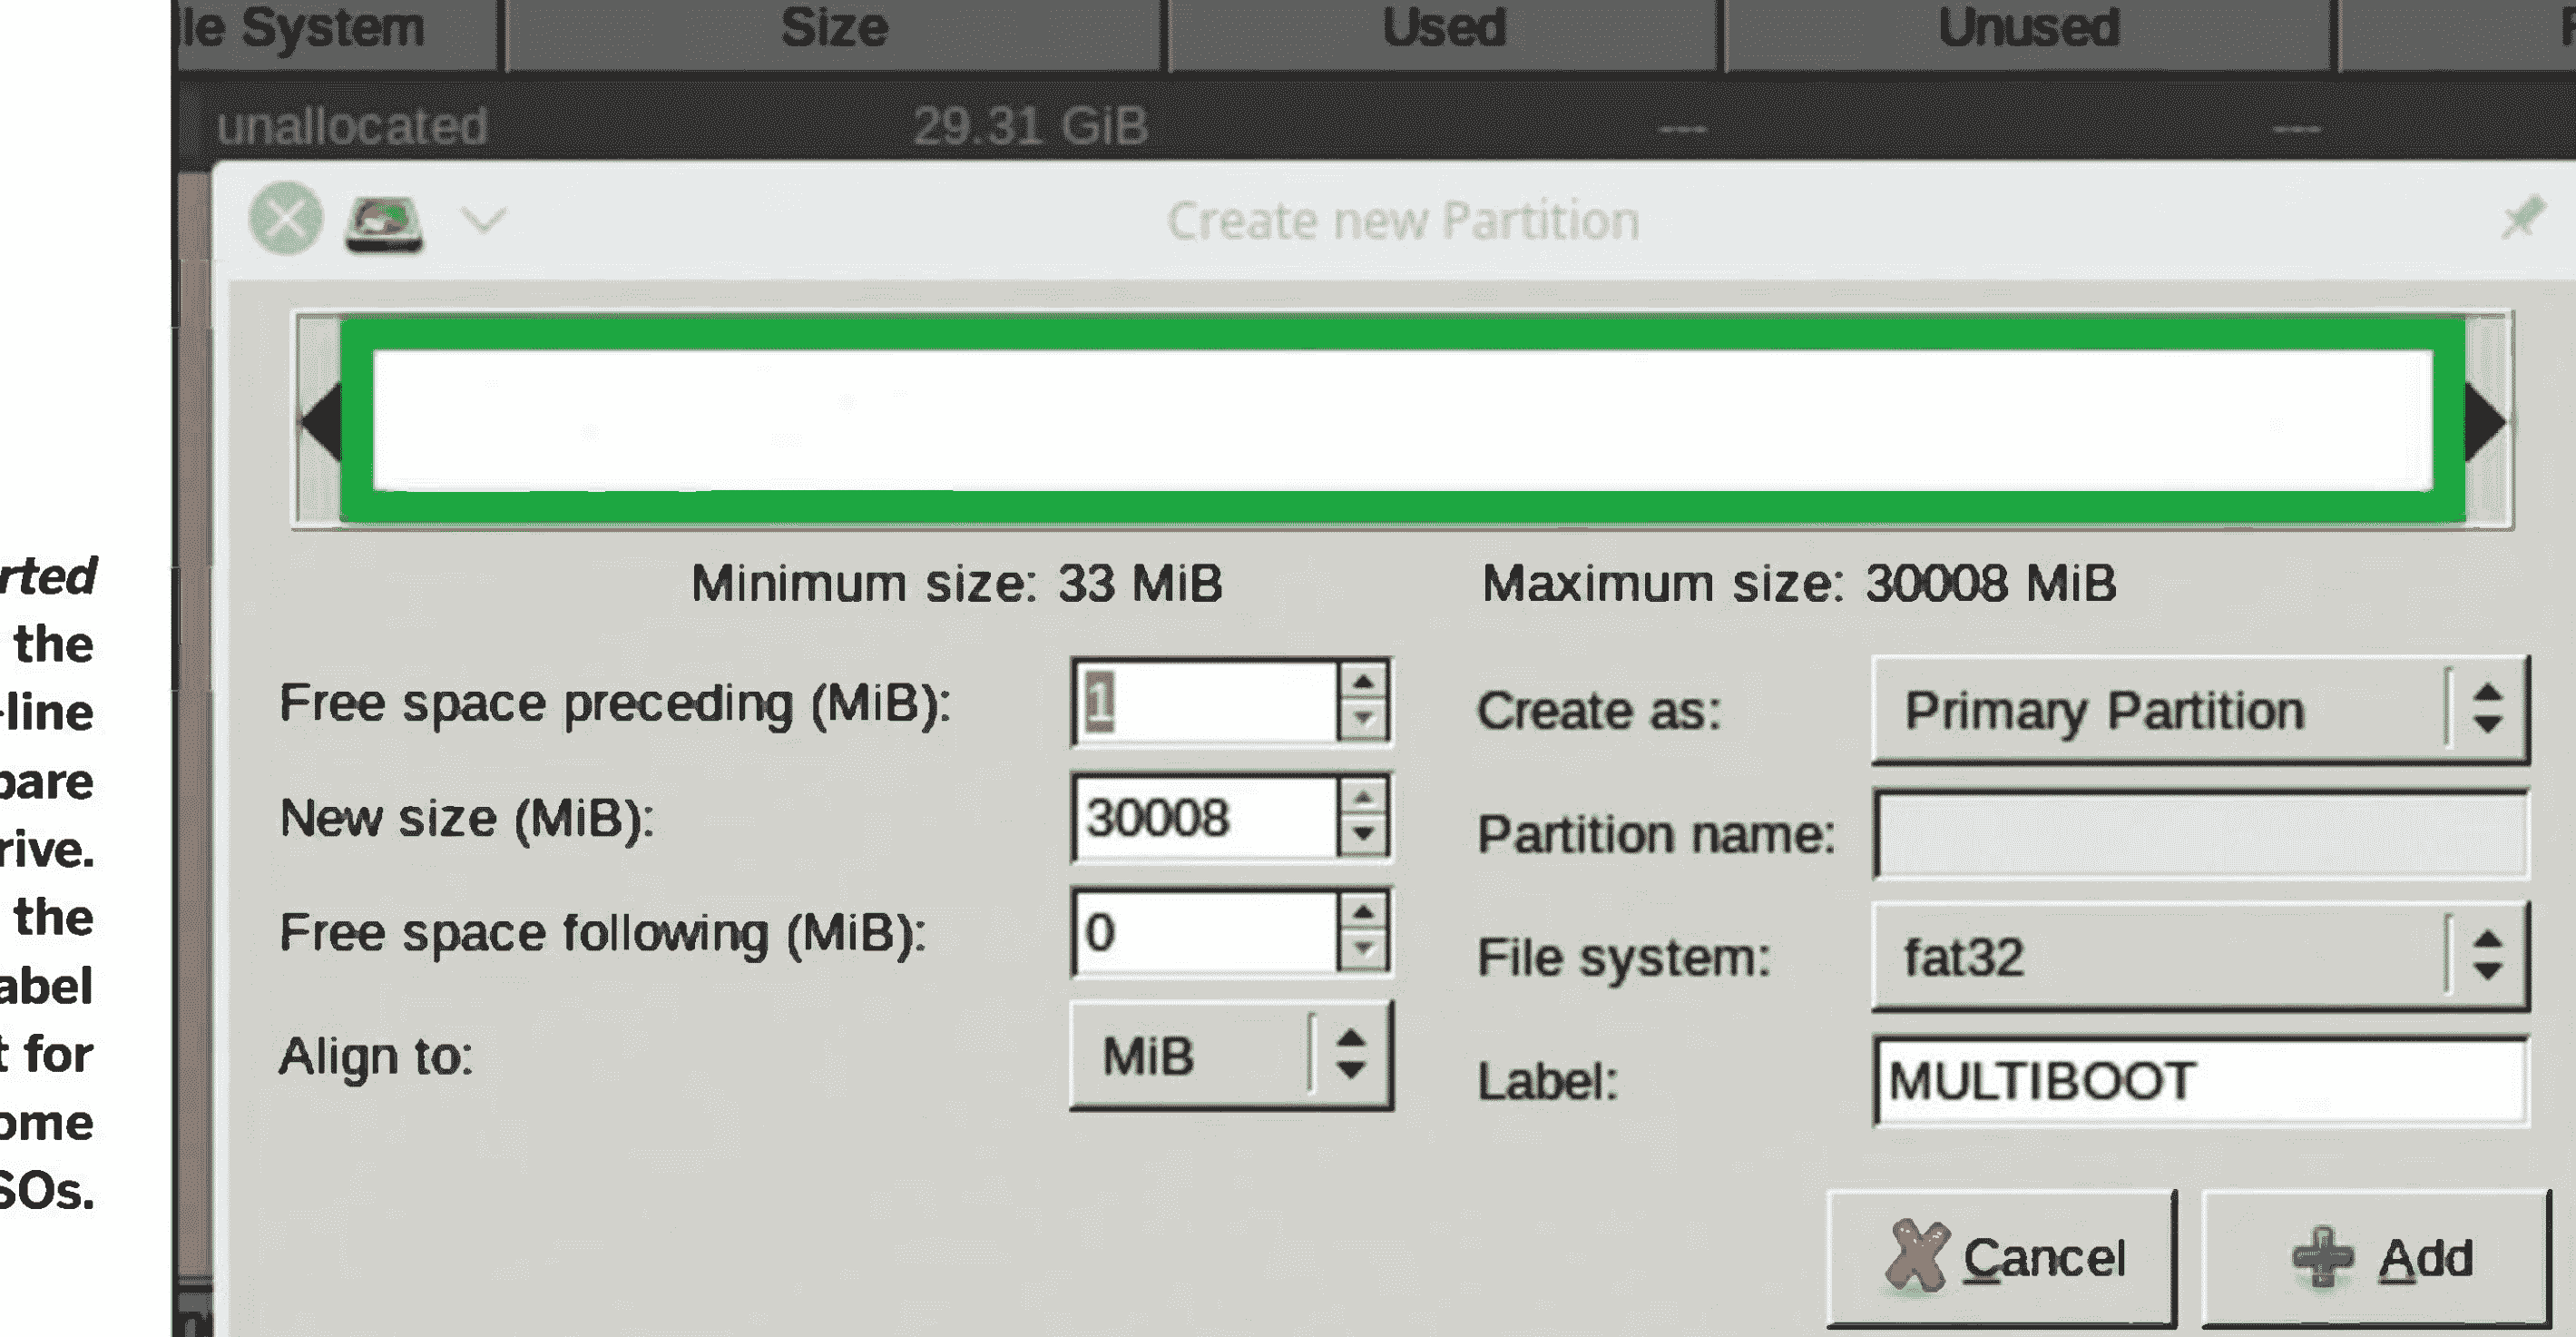 le System Size Used Unused
unallocated 29.31 GiB --- ---
Create new Partition
Minimum size: 33 MiB Maximum size: 30008 MiB
Free space preceding (MiB): 1 Create as: Primary Partition
New size (MiB): 30008 Partition name:
Free space following (MiB): 0 File system: fat32
Align to: MiB Label: MULTIBOOT
Cancel Add
rted
the
-line
pare
rive.
the
abel
t for
ome
SOs.